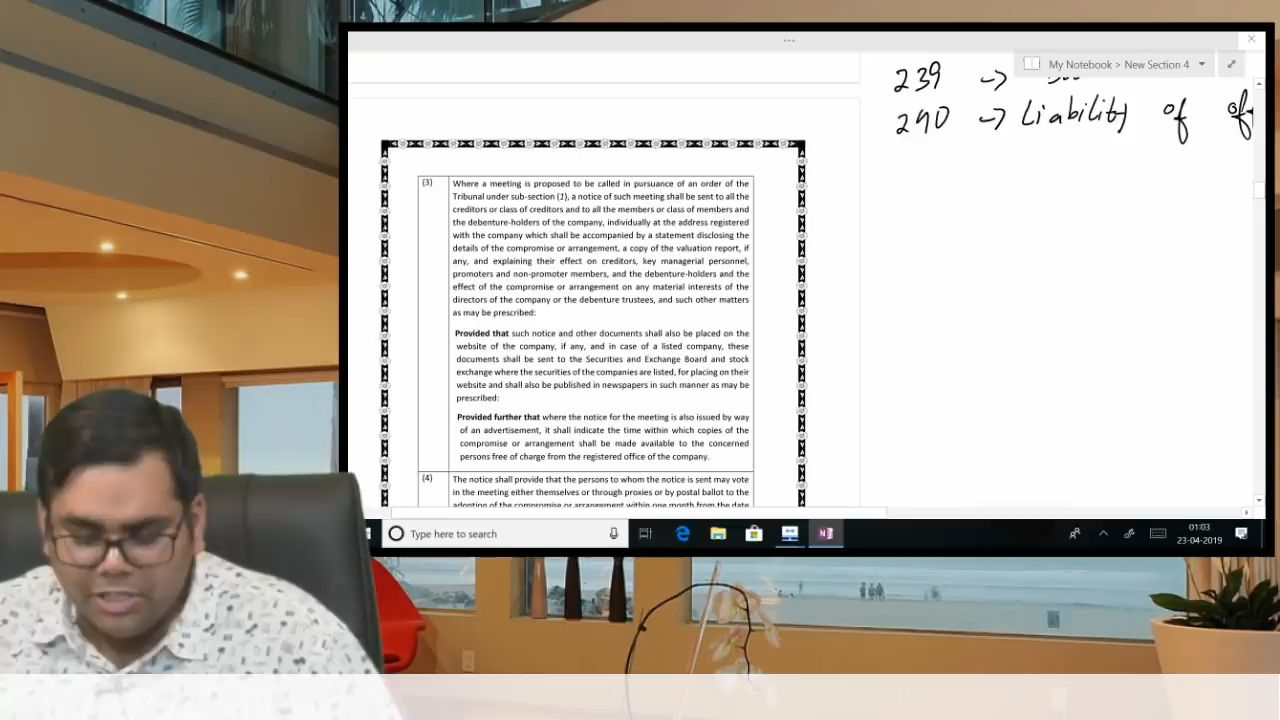 My Notebook > New Section 4
239 →
240 → Liability of
(3) Where a meeting is proposed to be called in pursuance of an order of the
Tribunal under sub-section (1), a notice of such meeting shall be sent to all the
creditors or class of creditors and to all the members or class of members and
the debenture-holders of the company, individually at the address registered
with the company which shall be accompanied by a statement disclosing the
details of the compromise or arrangement, a copy of the valuation report, if
any, and explaining their effect on creditors, key managerial personnel,
promoters and non-promoter members, and the debenture-holders and the
effect of the compromise or arrangement on any material interests of the
directors of the company or the debenture trustees, and such other matters
as may be prescribed:
Provided that such notice and other documents shall also be placed on the
website of the company, if any, and in case of a listed company, these
documents shall be sent to the Securities and Exchange Board and stock
exchange where the securities of the companies are listed, for placing on their
website and shall also be published in newspapers in such manner as may be
prescribed:
Provided further that where the notice for the meeting is also issued by way
of an advertisement, it shall indicate the time within which copies of the
compromise or arrangement shall be made available to the concerned
persons free of charge from the registered office of the company.
(4) The notice shall provide that the persons to whom the notice is sent may vote
in the meeting either themselves or through proxies or by postal ballot to the
adoption of the compromise or arrangement within one month from the date
Type here to search
01:03
23-04-2019